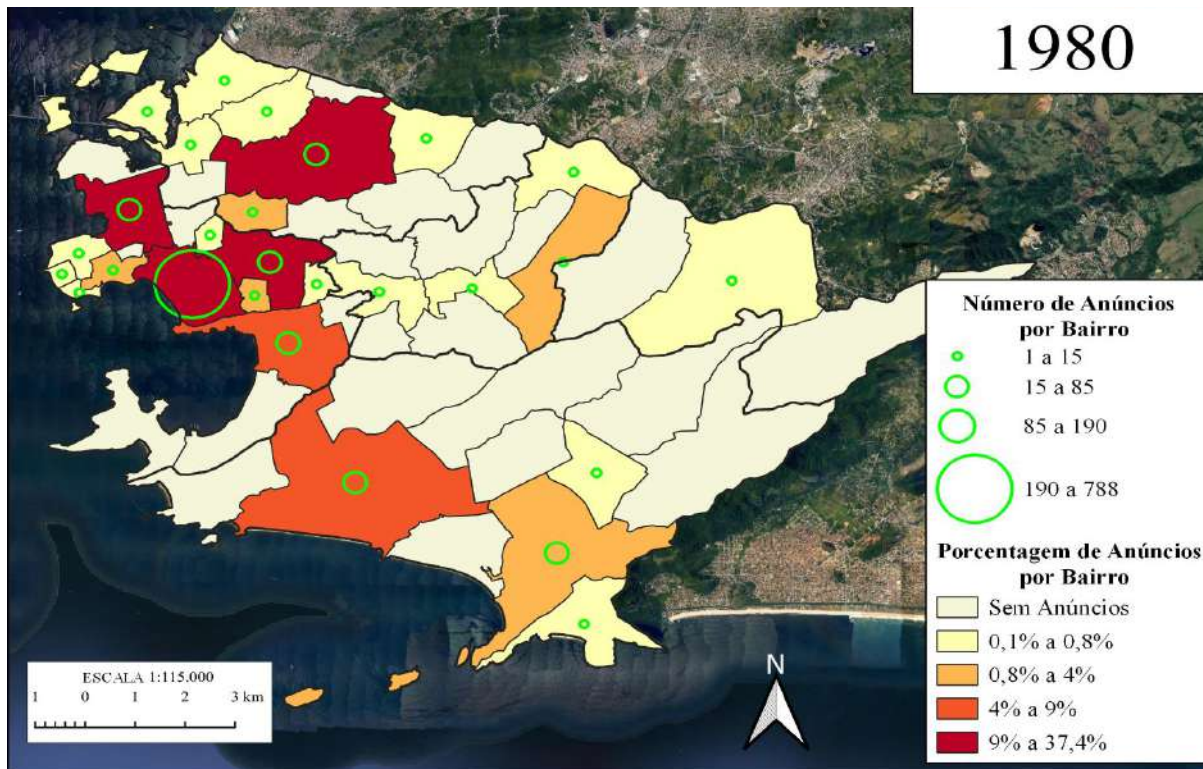 1980
Número de Anúncios
por Bairro
1 a 15
15 a 85
85 a 190
190 a 788
Porcentagem de Anúncios
por Bairro
Sem Anúncios
0,1% a 0,8%
0,8% a 4%
4% a 9%
9% a 37,4%
ESCALA 1:115.000
1 0 1 2 3 km
N